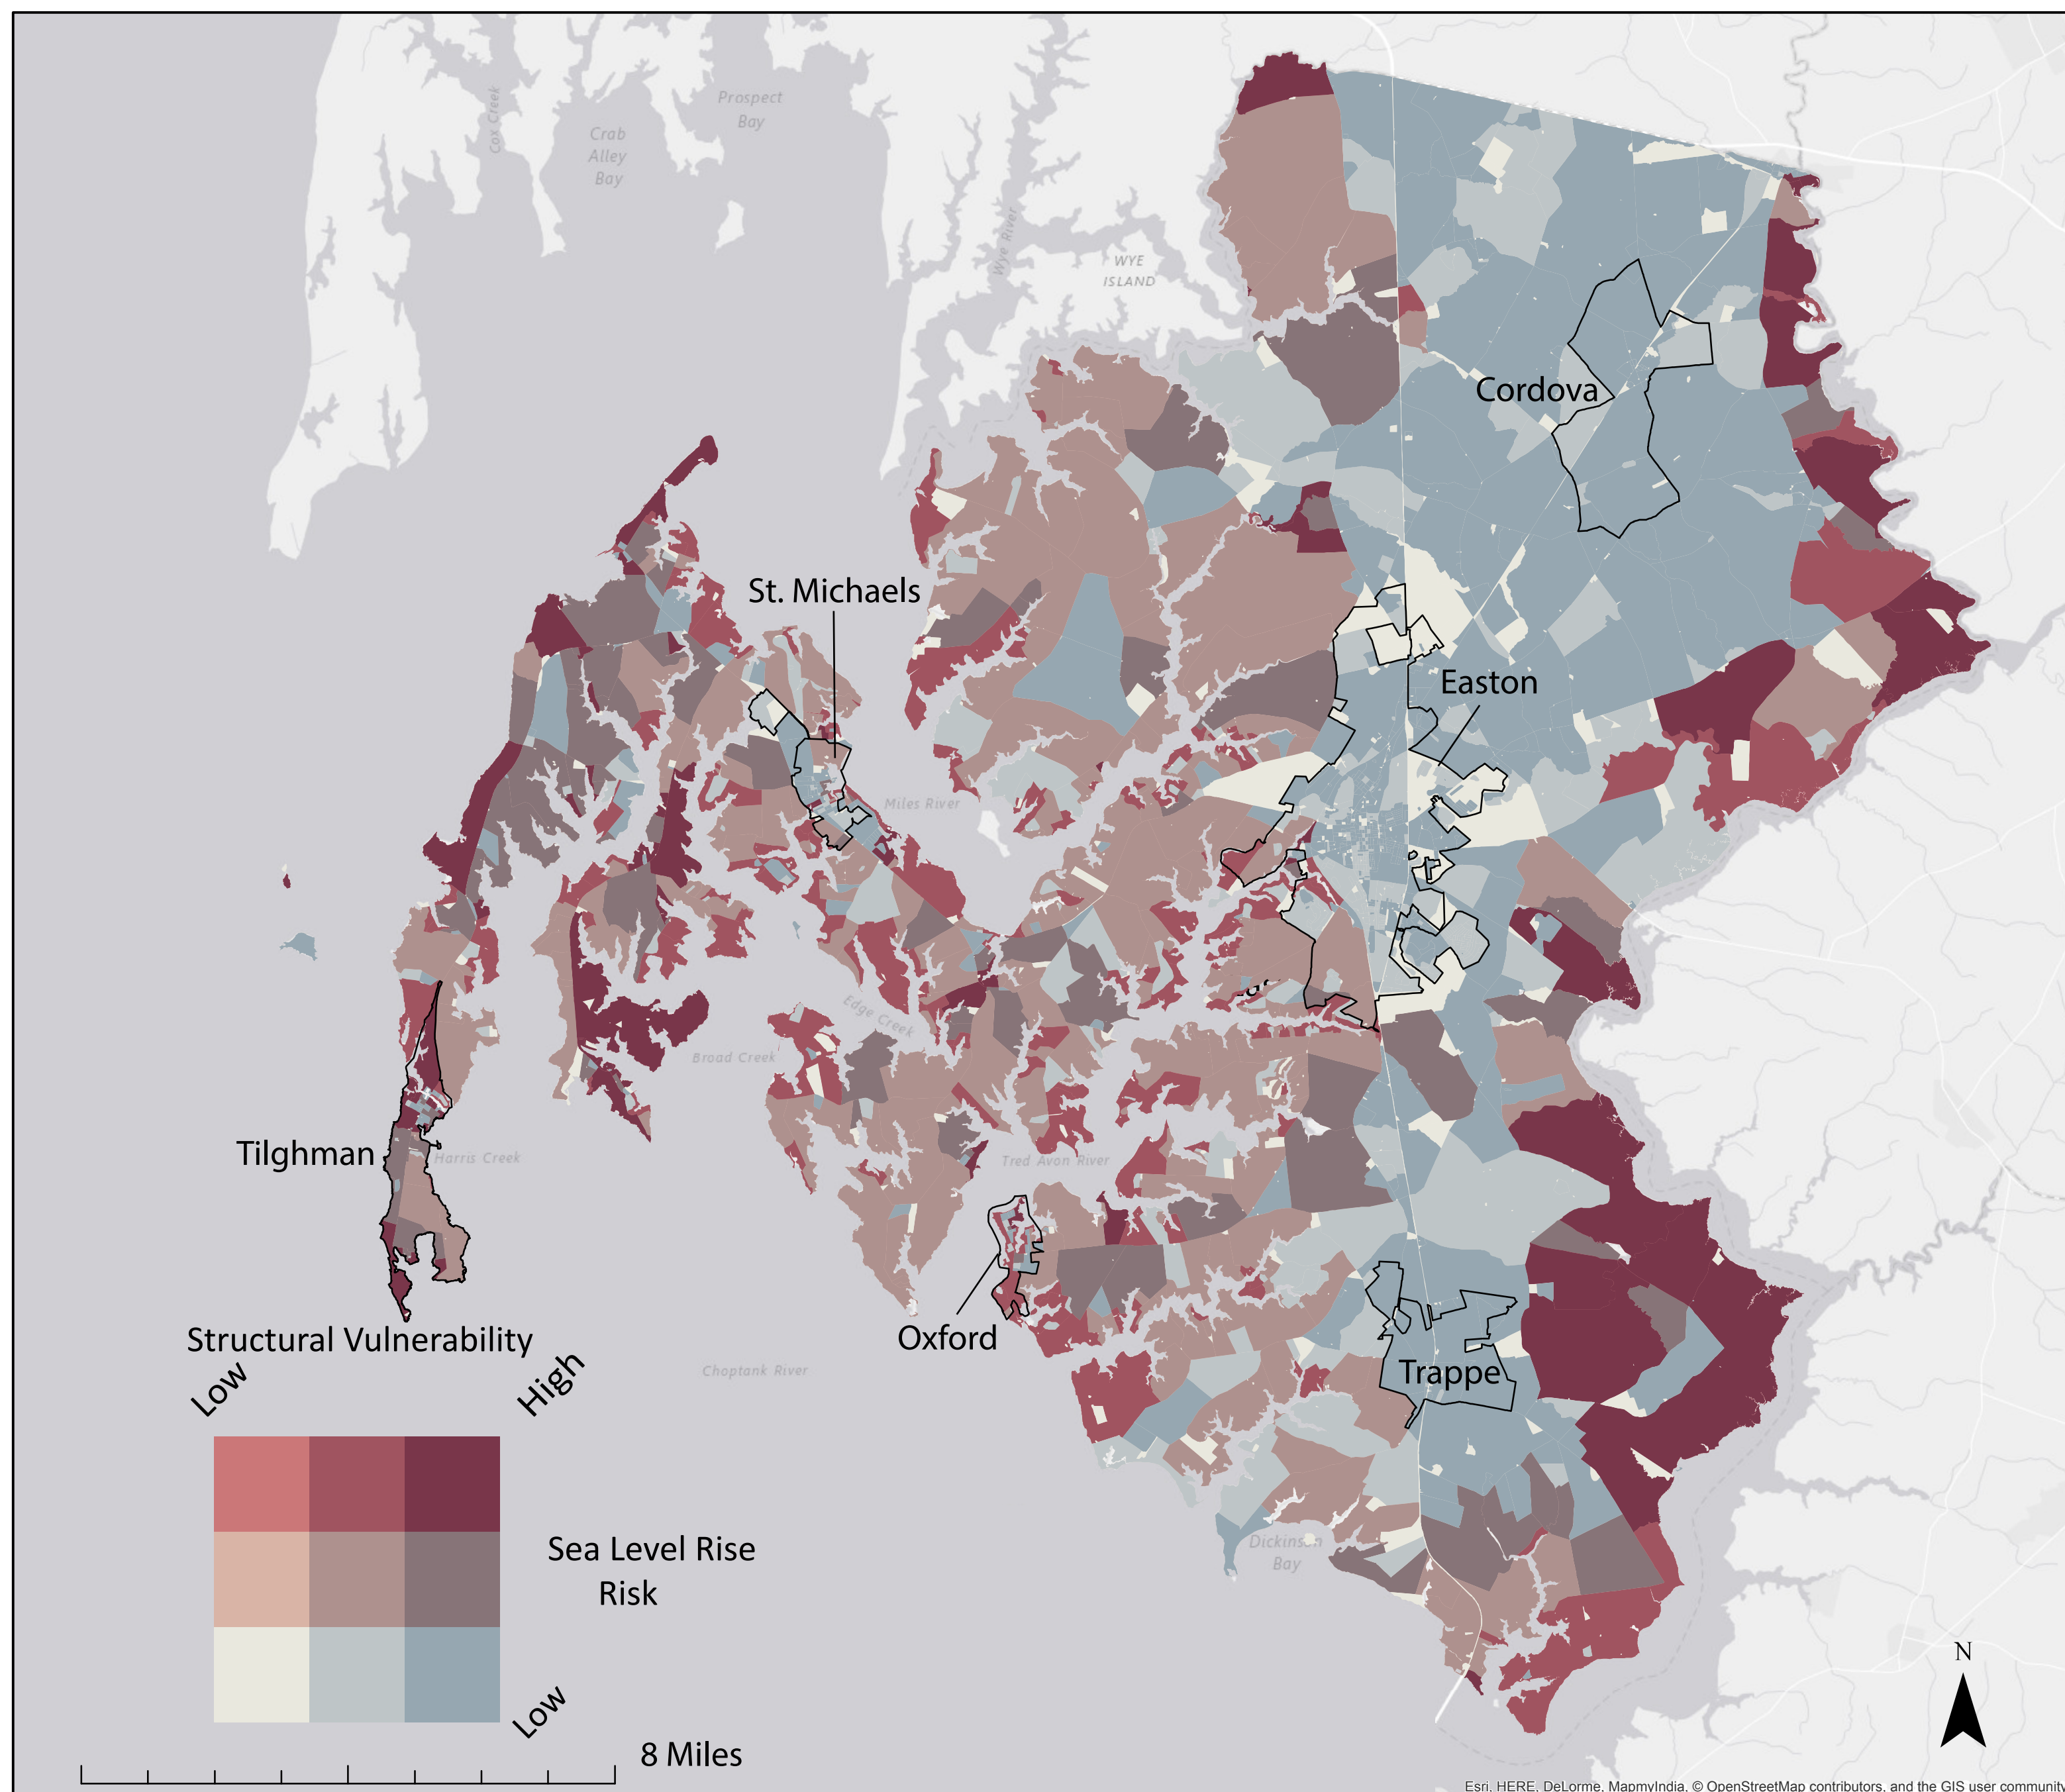 Cox Creek
Prospect
Bay
Crab
Alley
Bay
Wye River
WYE
ISLAND
Cordova
St. Michaels
Easton
Miles River
Edge Creek
Broad Creek
Tilghman
Harris Creek
Tred Avon River
Oxford
Trappe
Choptank River
Dickinson
Bay
Structural Vulnerability
Low
High
Sea Level Rise
Risk
Low
8 Miles
N
Esri, HERE, DeLorme, MapmyIndia, © OpenStreetMap contributors, and the GIS user community